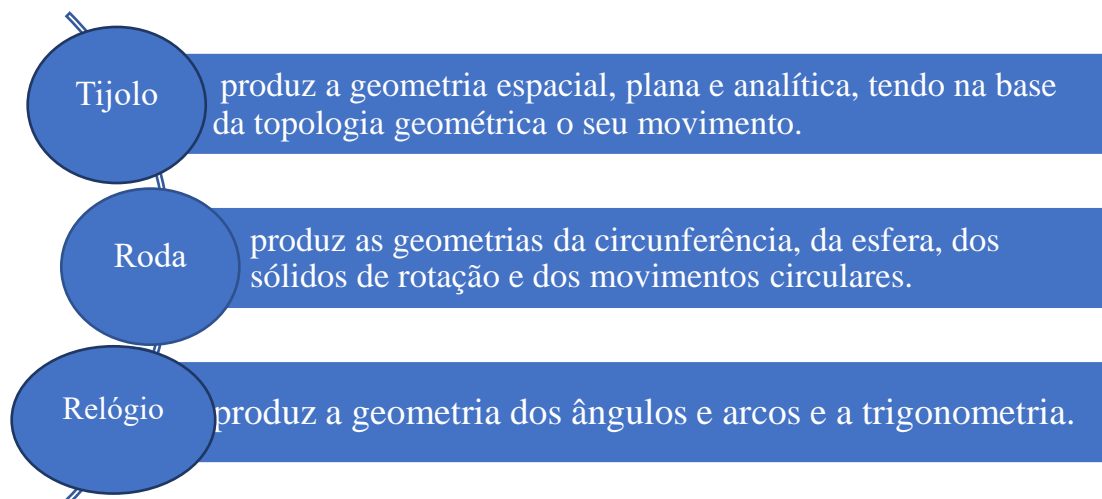 Tijolo
produz a geometria espacial, plana e analítica, tendo na base
da topologia geométrica o seu movimento.
Roda
produz as geometrias da circunferência, da esfera, dos
sólidos de rotação e dos movimentos circulares.
Relógio
produz a geometria dos ângulos e arcos e a trigonometria.